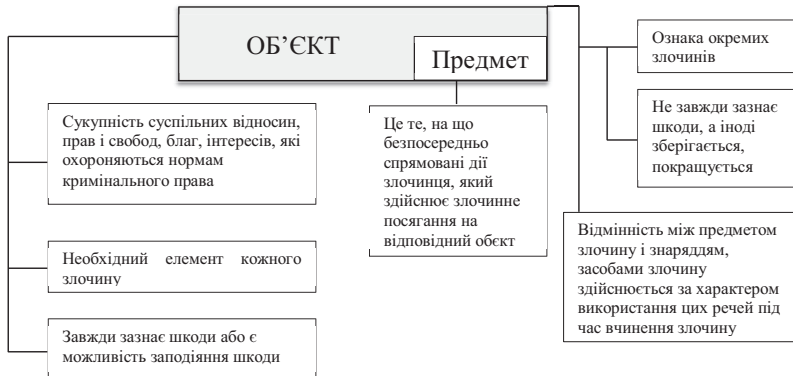 ОБ’ЄКТ
Предмет
Сукупність суспільних відносин,
прав і свобод, благ, інтересів, які
охороняються нормам
кримінального права
Необхідний елемент кожного
злочину
Завжди зазнає шкоди або є
можливість заподіяння шкоди
Це те, на що
безпосередньо
спрямовані дії
злочинця, який
здійснює злочинне
посягання на
відповідний обєкт
Ознака окремих
злочинів
Не завжди зазнає
шкоди, а іноді
зберігається,
покращується
Відмінність між предметом
злочину і знаряддям,
засобами злочину
здійснюється за характером
використання цих речей під
час вчинення злочину